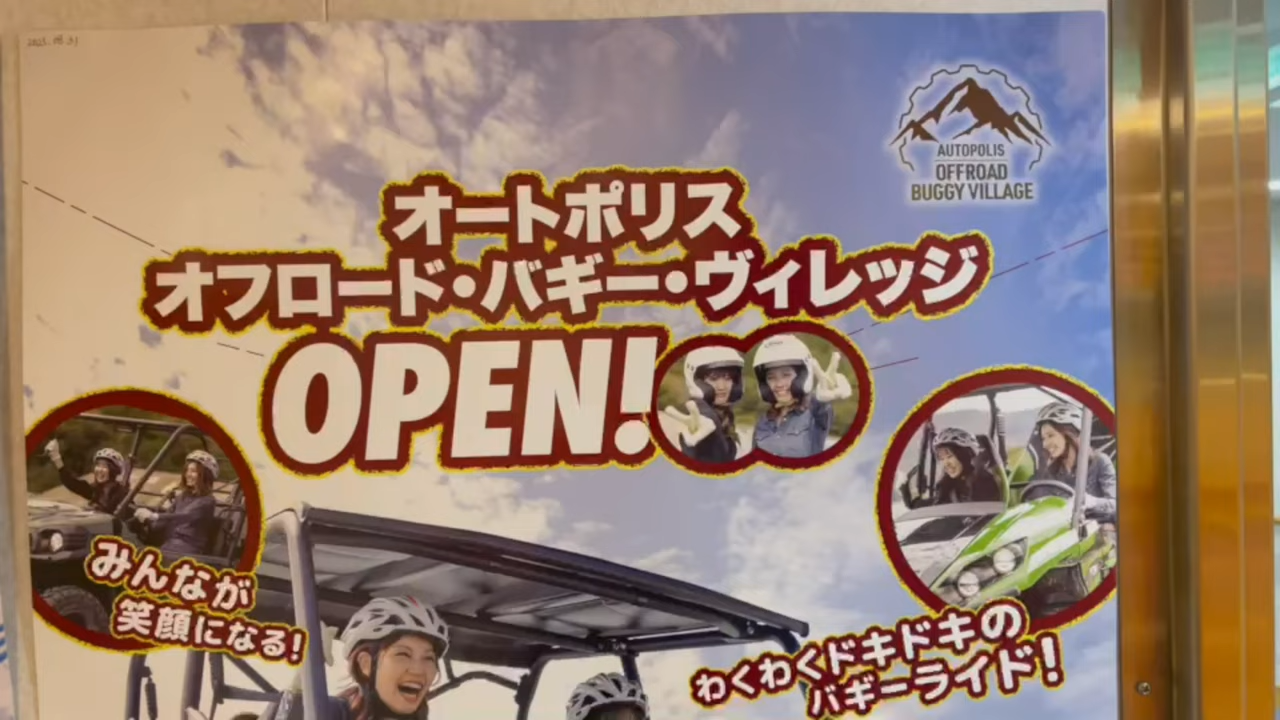 AUTOPOLIS
OFFROAD
BUGGY VILLAGE
オートポリス
オフロード・バギー・ヴィレッジ
OPEN!
みんなが
笑顔になる!
わくわくドキドキの
バギーライド!